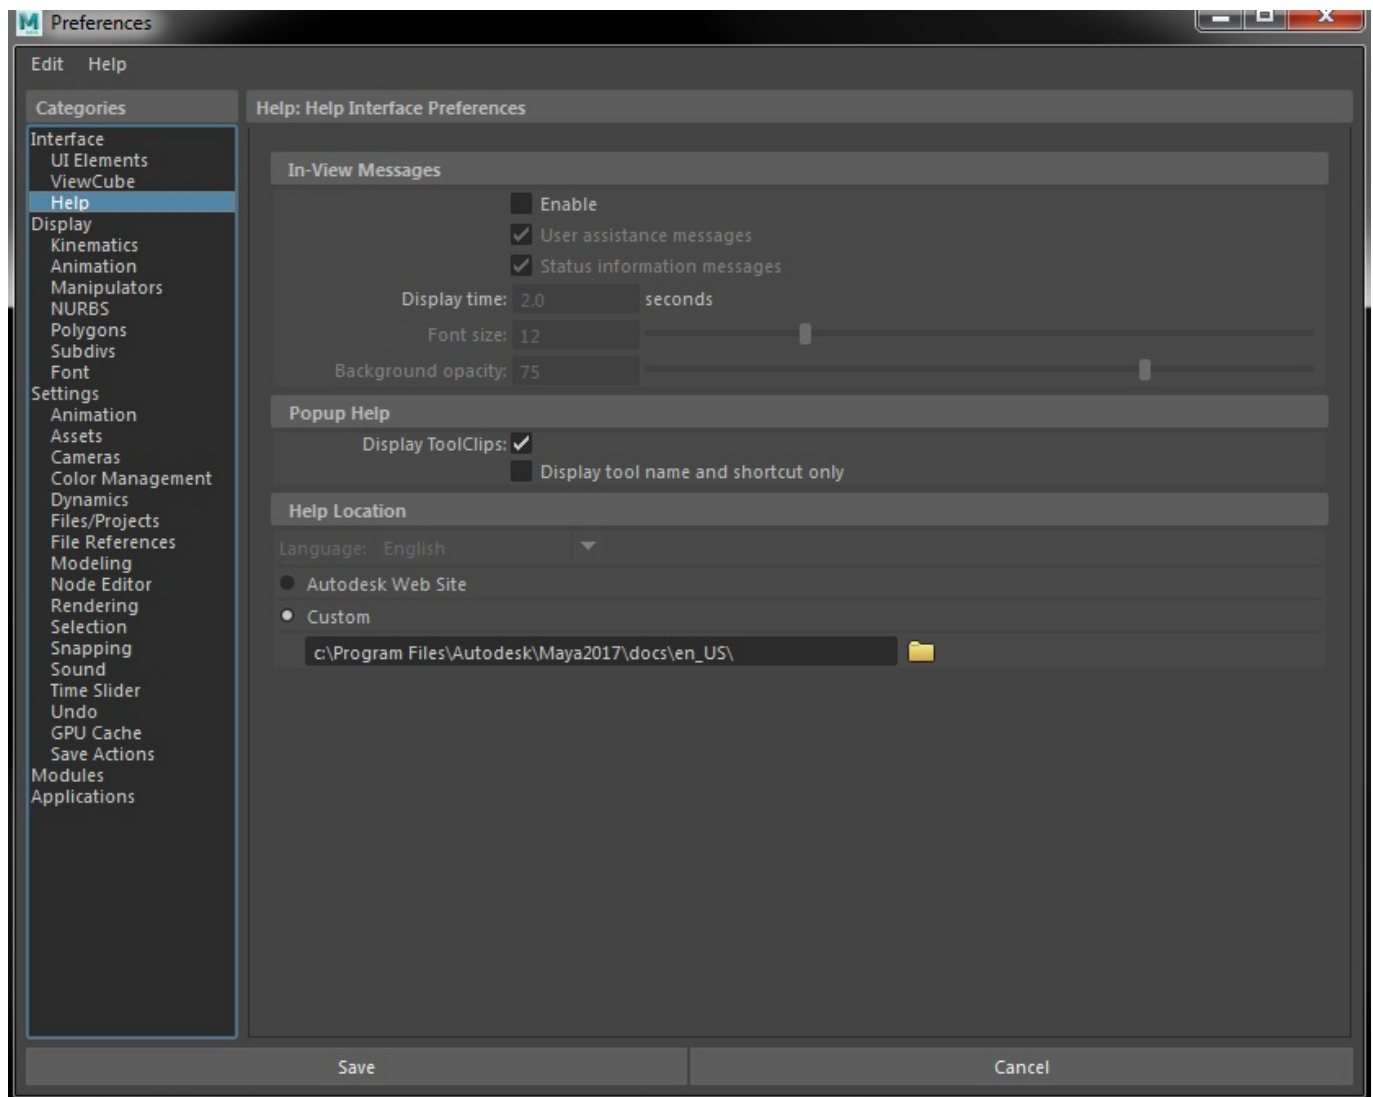 M Preferences
Edit Help
Categories
Interface
UI Elements
ViewCube
Help
Display
Kinematics
Animation
Manipulators
NURBS
Polygons
Subdivs
Font
Settings
Animation
Assets
Cameras
Color Management
Dynamics
Files/Projects
File References
Modeling
Node Editor
Rendering
Selection
Snapping
Sound
Time Slider
Undo
GPU Cache
Save Actions
Modules
Applications
Help: Help Interface Preferences
In-View Messages
Enable
User assistance messages
Status information messages
Display time: 2.0 seconds
Font size: 12
Background opacity: 75
Popup Help
Display ToolClips:
Display tool name and shortcut only
Help Location
Language: English
Autodesk Web Site
Custom
c:\Program Files\Autodesk\Maya2017\docs\en_US\
Save Cancel